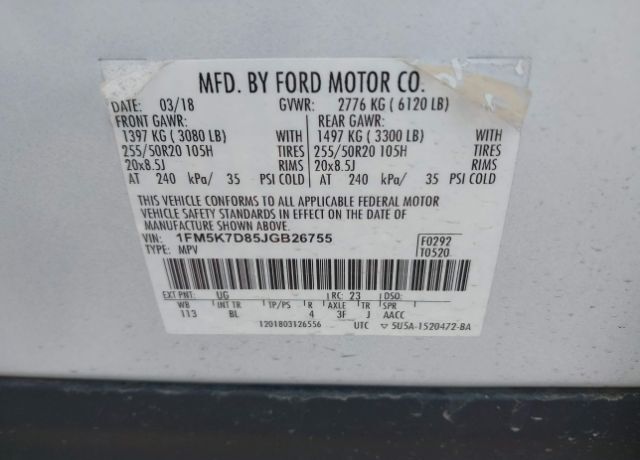 MFD. BY FORD MOTOR CO.
DATE: 03/18 GVWR: 2776 KG ( 6120 LB)
FRONT GAWR: REAR GAWR:
1397 KG ( 3080 LB) WITH 1497 KG ( 3300 LB) WITH
255/50R20 105H TIRES 255/50R20 105H TIRES
20x8.5J RIMS 20x8.5J RIMS
AT 240 kPa/ 35 PSI COLD AT 240 kPa/ 35 PSI COLD
THIS VEHICLE CONFORMS TO ALL APPLICABLE FEDERAL MOTOR
VEHICLE SAFETY STANDARDS IN EFFECT ON THE DATE OF
MANUFACTURE SHOWN ABOVE.
VIN: 1FM5K7D85JGB26755 F0292
TYPE: MPV T0520
EXT PNT: UG RC: 23 DSO:
WB INT TR TP/PS R AXLE TR SPR
113 BL 4 3F J AACC
1201803126556 UTC ▽ 5U5A-1520472-BA